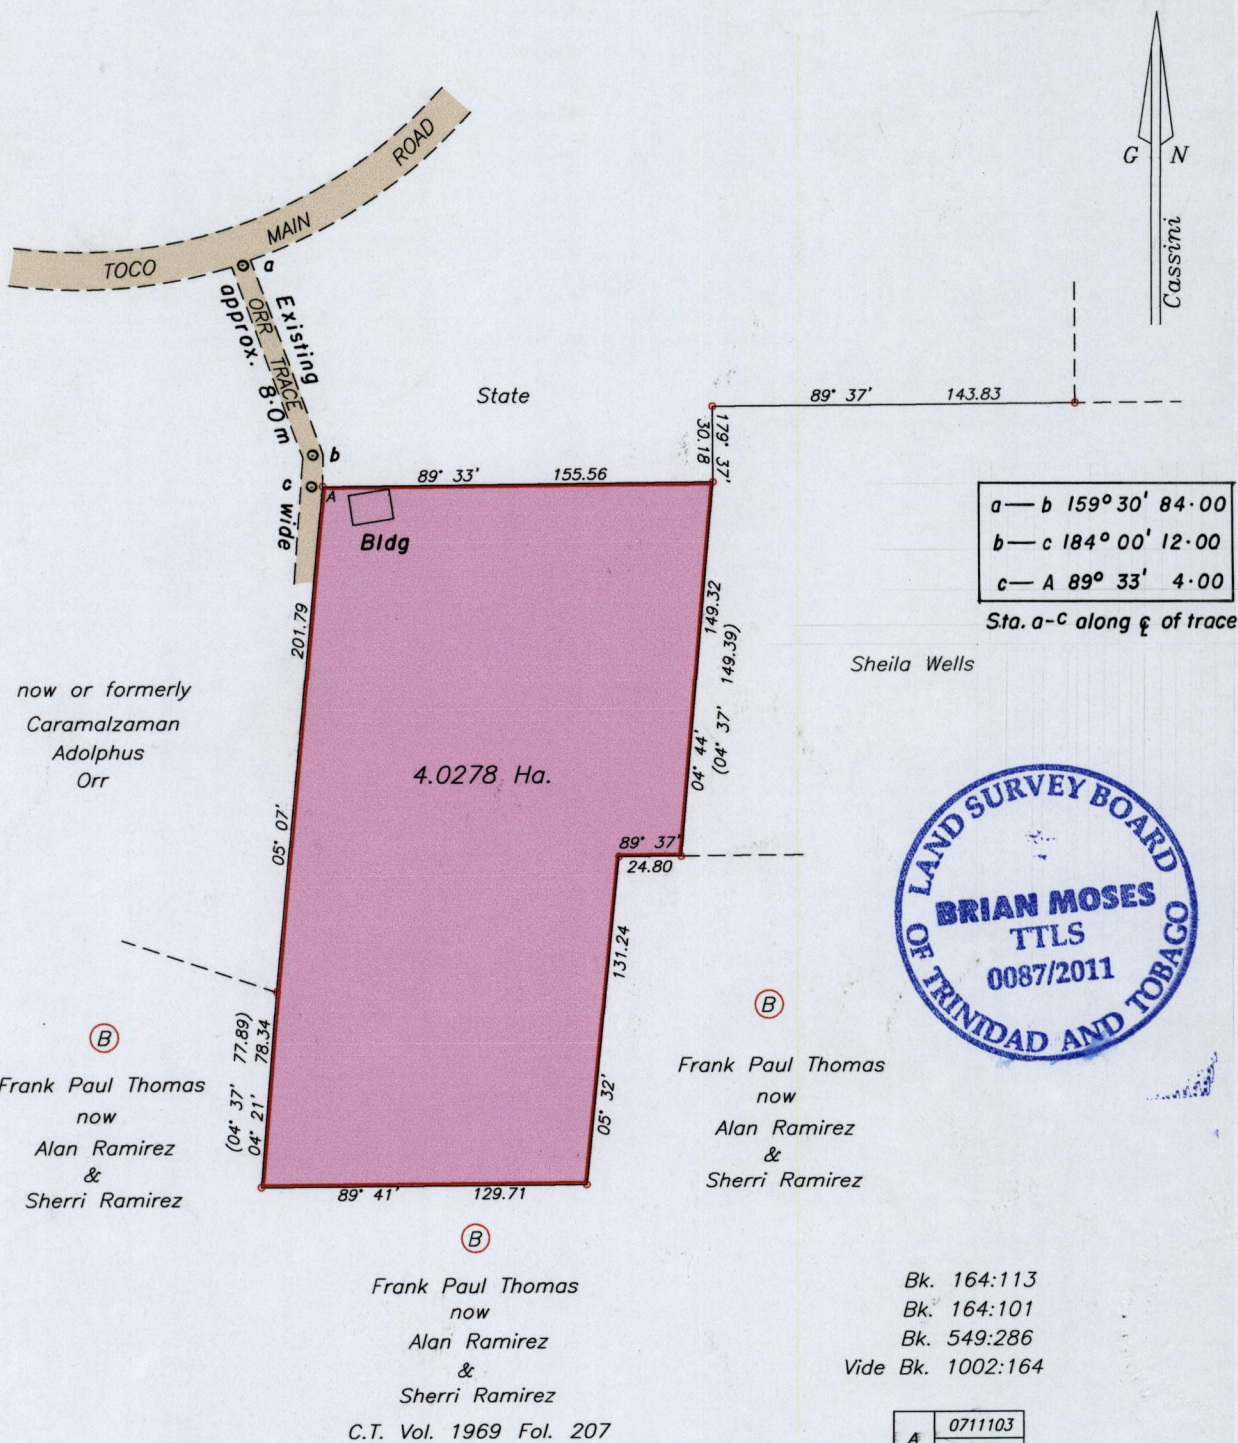 G N
Cassini
TOCO MAIN ROAD
a
Existing
ORR TRACE
approx. 8·0m
wide
b
c
A
State
89° 37' 143.83
179° 37'
30.18
89° 33' 155.56
Bldg
a — b 159° 30' 84·00
b — c 184° 00' 12·00
c — A 89° 33' 4·00
Sta. a-c along ℄ of trace
201.79
05° 07'
149.32
04° 44'
(04° 37' 149.39)
Sheila Wells
now or formerly
Caramalzaman
Adolphus
Orr
4.0278 Ha.
89° 37'
24.80
131.24
05° 32'
LAND SURVEY BOARD
BRIAN MOSES
TTLS
0087/2011
OF TRINIDAD AND TOBAGO
(04° 37' 77.89)
04° 21' 78.34
B
Frank Paul Thomas
now
Alan Ramirez
&
Sherri Ramirez
B
Frank Paul Thomas
now
Alan Ramirez
&
Sherri Ramirez
89° 41' 129.71
B
Frank Paul Thomas
now
Alan Ramirez
&
Sherri Ramirez
C.T. Vol. 1969 Fol. 207
Bk. 164:113
Bk. 164:101
Bk. 549:286
Vide Bk. 1002:164
A 0711103